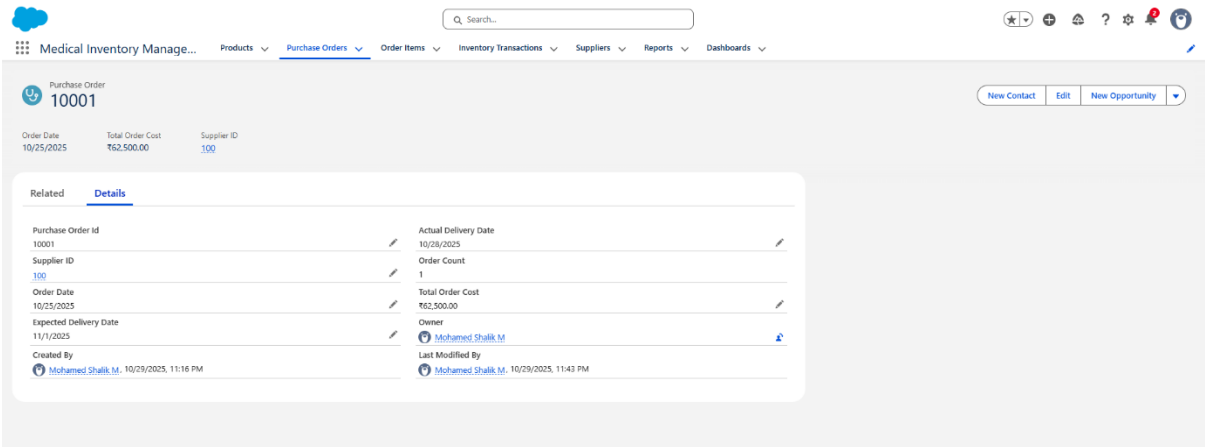 Search...
2
Medical Inventory Manage... Products Purchase Orders Order Items Inventory Transactions Suppliers Reports Dashboards
Purchase Order
10001
New Contact Edit New Opportunity
Order Date Total Order Cost Supplier ID
10/25/2025 ₹62,500.00 100
Related Details
Purchase Order Id Actual Delivery Date
10001 10/28/2025
Supplier ID Order Count
100 1
Order Date Total Order Cost
10/25/2025 ₹62,500.00
Expected Delivery Date Owner
11/1/2025 Mohamed Shalik M
Created By Last Modified By
Mohamed Shalik M, 10/29/2025, 11:16 PM Mohamed Shalik M, 10/29/2025, 11:43 PM